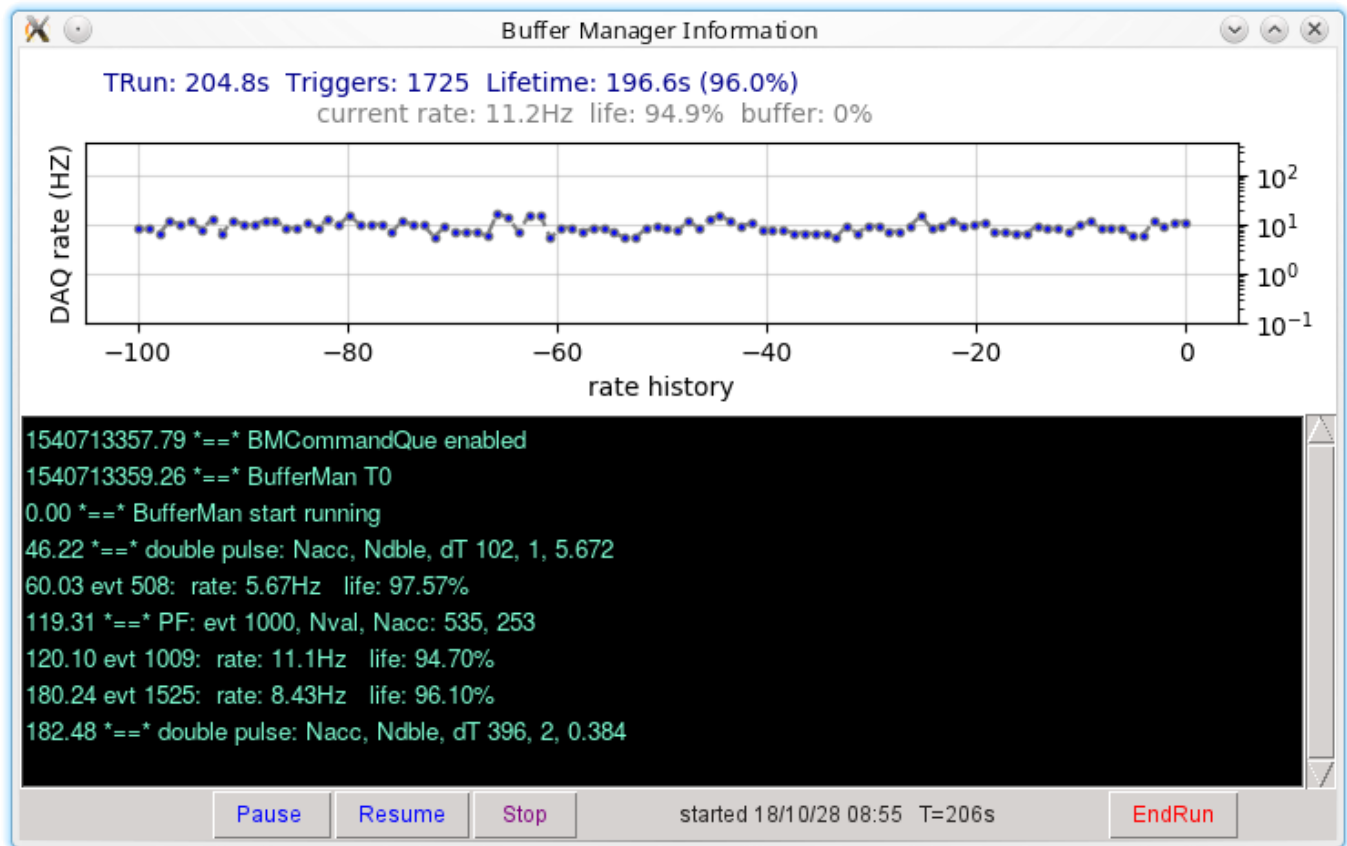 Buffer Manager Information
TRun: 204.8s  Triggers: 1725  Lifetime: 196.6s (96.0%)
current rate: 11.2Hz  life: 94.9%  buffer: 0%
DAQ rate (HZ)
10²
10¹
10⁰
10⁻¹
−100 −80 −60 −40 −20 0
rate history
1540713357.79 *==* BMCommandQue enabled
1540713359.26 *==* BufferMan T0
0.00 *==* BufferMan start running
46.22 *==* double pulse: Nacc, Ndble, dT 102, 1, 5.672
60.03 evt 508:  rate: 5.67Hz   life: 97.57%
119.31 *==* PF: evt 1000, Nval, Nacc: 535, 253
120.10 evt 1009:  rate: 11.1Hz   life: 94.70%
180.24 evt 1525:  rate: 8.43Hz   life: 96.10%
182.48 *==* double pulse: Nacc, Ndble, dT 396, 2, 0.384
Pause Resume Stop started 18/10/28 08:55  T=206s EndRun